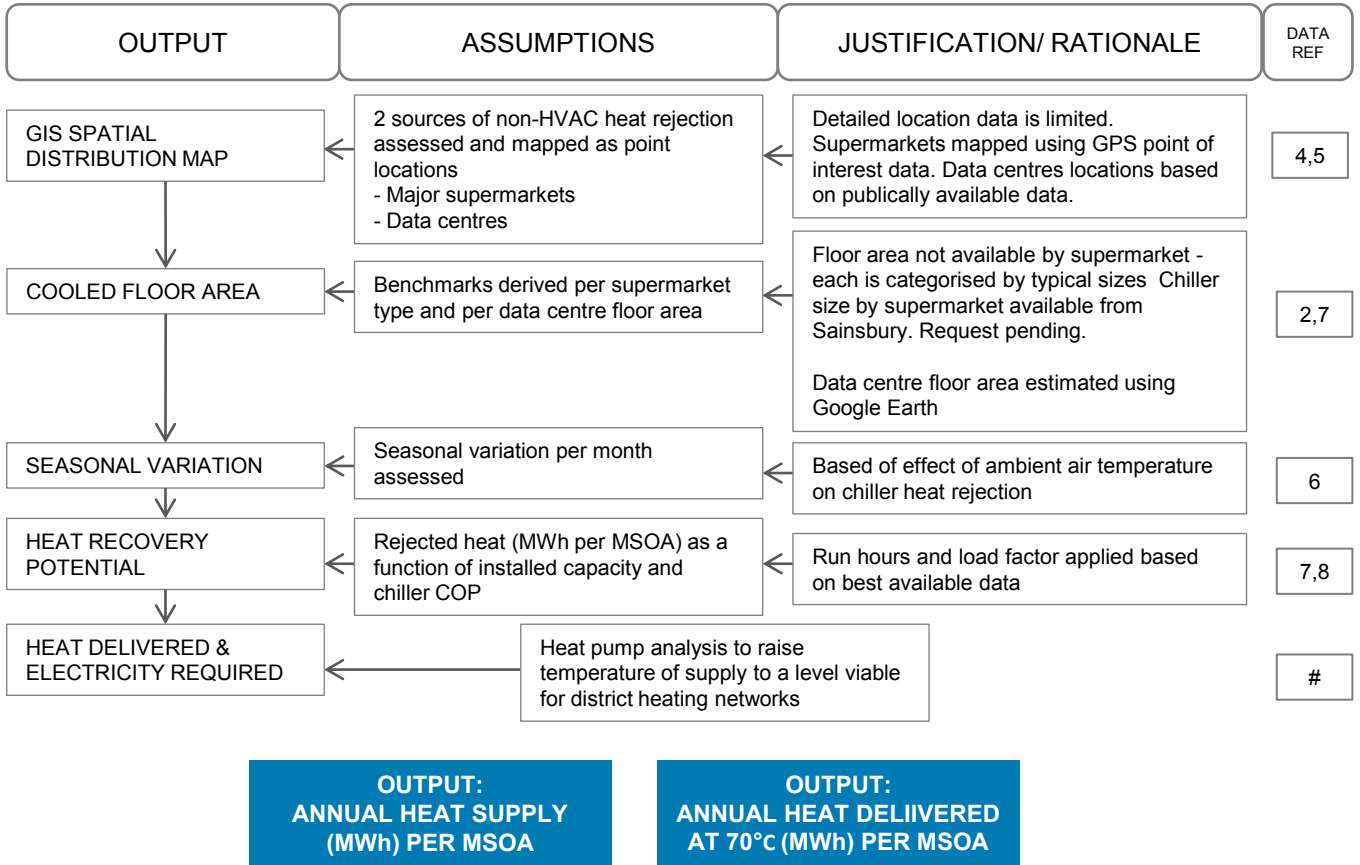 OUTPUT
ASSUMPTIONS
JUSTIFICATION/ RATIONALE
DATA
REF
GIS SPATIAL
DISTRIBUTION MAP
2 sources of non-HVAC heat rejection
assessed and mapped as point
locations
- Major supermarkets
- Data centres
Detailed location data is limited.
Supermarkets mapped using GPS point of
interest data. Data centres locations based
on publically available data.
4,5
COOLED FLOOR AREA
Benchmarks derived per supermarket
type and per data centre floor area
Floor area not available by supermarket -
each is categorised by typical sizes  Chiller
size by supermarket available from
Sainsbury. Request pending.
Data centre floor area estimated using
Google Earth
2,7
SEASONAL VARIATION
Seasonal variation per month
assessed
Based of effect of ambient air temperature
on chiller heat rejection
6
HEAT RECOVERY
POTENTIAL
Rejected heat (MWh per MSOA) as a
function of installed capacity and
chiller COP
Run hours and load factor applied based
on best available data
7,8
HEAT DELIVERED &
ELECTRICITY REQUIRED
Heat pump analysis to raise
temperature of supply to a level viable
for district heating networks
#
OUTPUT:
ANNUAL HEAT SUPPLY
(MWh) PER MSOA
OUTPUT:
ANNUAL HEAT DELIIVERED
AT 70°C (MWh) PER MSOA